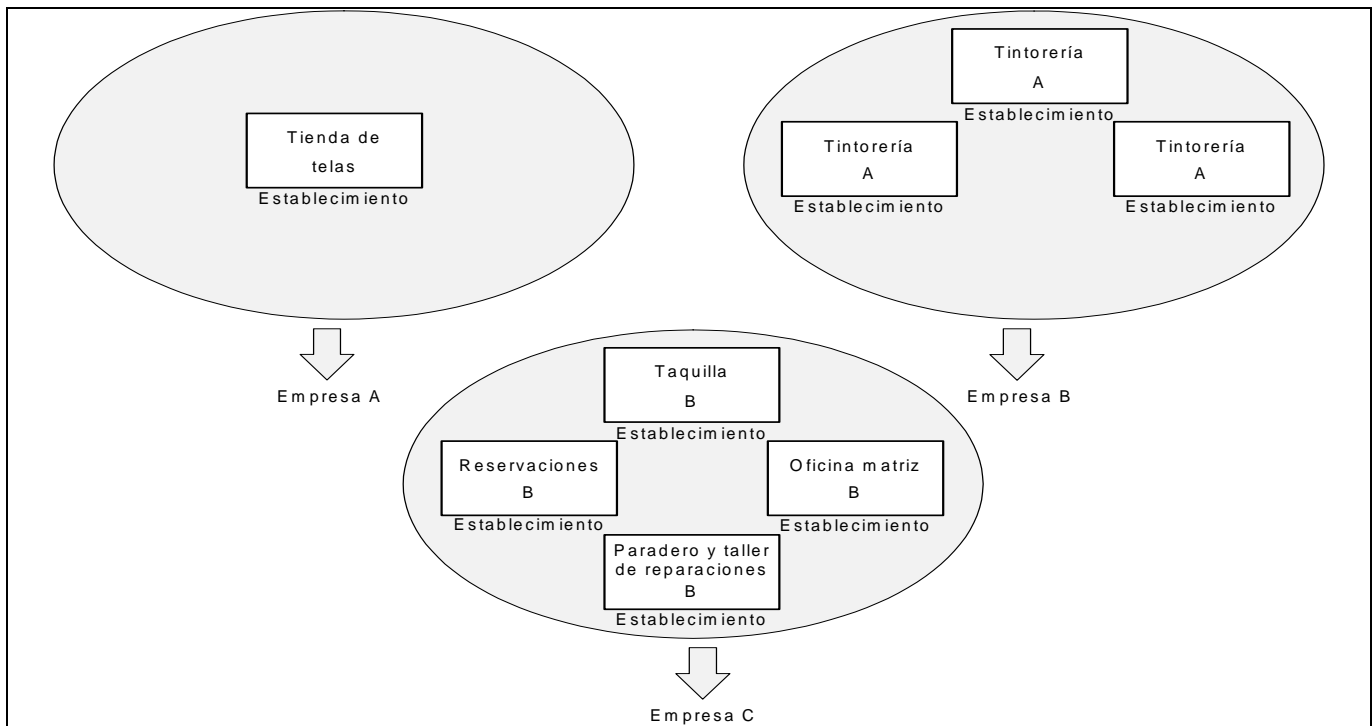 Tienda de
telas
Establecimiento
Empresa A
Tintorería
A
Establecimiento
Tintorería
A
Establecimiento
Tintorería
A
Establecimiento
Empresa B
Taquilla
B
Establecimiento
Reservaciones
B
Establecimiento
Oficina matriz
B
Establecimiento
Paradero y taller
de reparaciones
B
Establecimiento
Empresa C